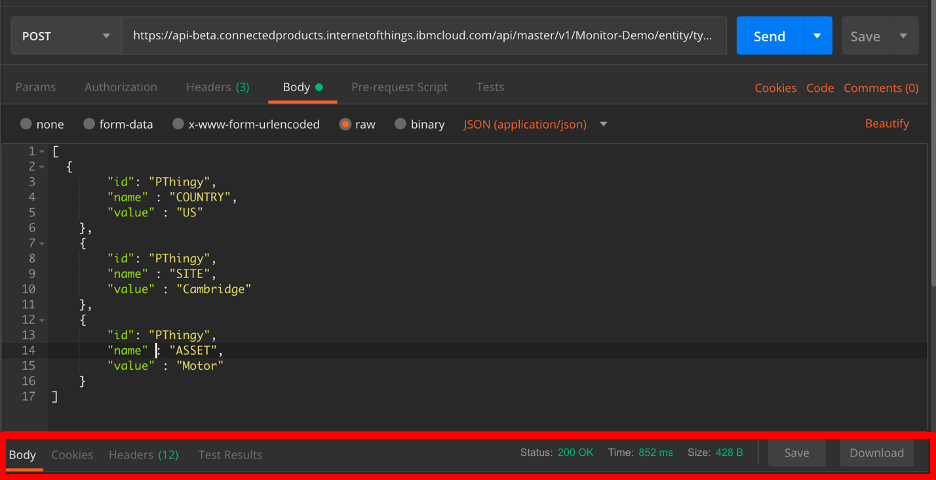 POST https://api-beta.connectedproducts.internetofthings.ibmcloud.com/api/master/v1/Monitor-Demo/entity/ty... Send Save
Params Authorization Headers (3) Body Pre-request Script Tests Cookies Code Comments (0)
none form-data x-www-form-urlencoded raw binary JSON (application/json) Beautify
1 [
2 {
3 "id": "PThingy",
4 "name" : "COUNTRY",
5 "value" : "US"
6 },
7 {
8 "id": "PThingy",
9 "name" : "SITE",
10 "value" : "Cambridge"
11 },
12 {
13 "id": "PThingy",
14 "name" : "ASSET",
15 "value" : "Motor"
16 }
17 ]
Body Cookies Headers (12) Test Results Status: 200 OK Time: 852 ms Size: 428 B Save Download